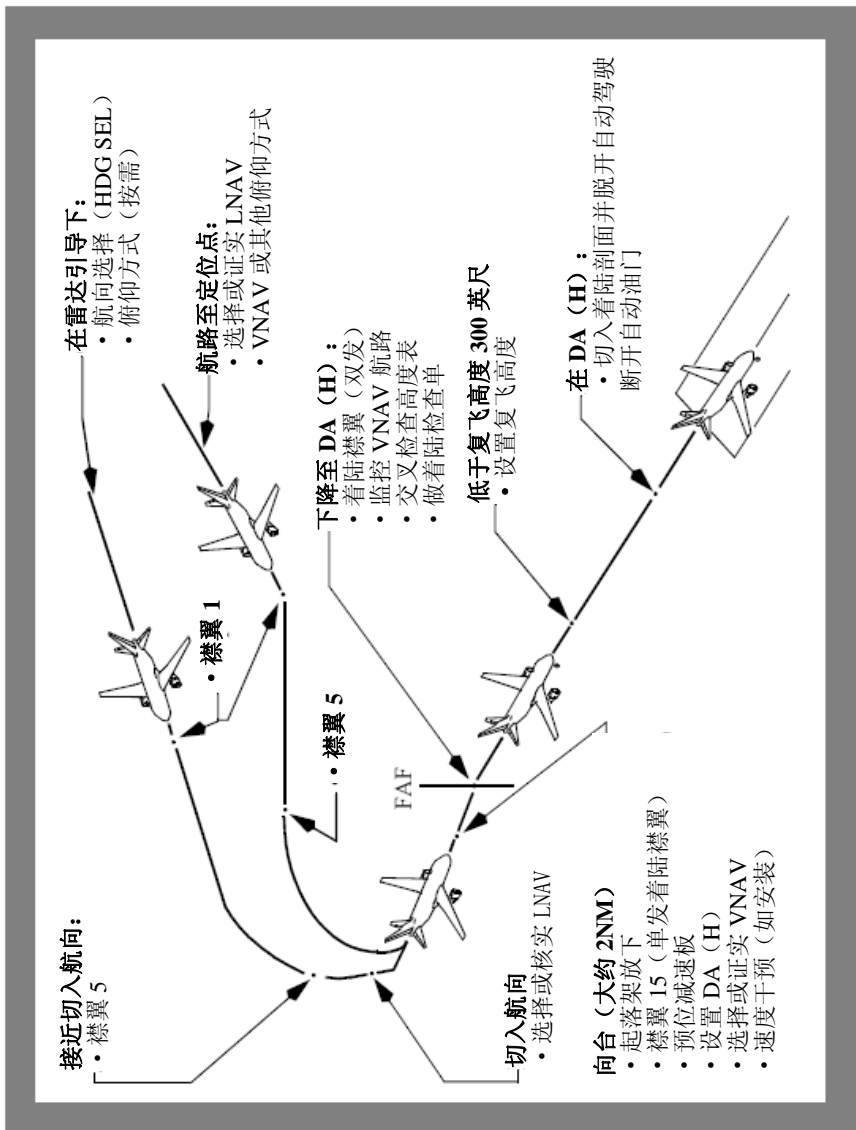 在雷达引导下：
• 航向选择（HDG SEL）
• 俯仰方式（按需）
航路至定位点：
• 选择或证实 LNAV
• VNAV 或其他俯仰方式
• 襟翼 1
• 襟翼 5
接近切入航向：
• 襟翼 5
切入航向
• 选择或核实 LNAV
向台（大约 2NM）
• 起落架放下
• 襟翼 15（单发着陆襟翼）
• 预位减速板
• 设置 DA（H）
• 选择或证实 VNAV
• 速度干预（如安装）
FAF
下降至 DA（H）：
• 着陆襟翼（双发）
• 监控 VNAV 航路
• 交叉检查高度表
• 做着陆检查单
低于复飞高度 300 英尺
• 设置复飞高度
在 DA（H）：
• 切入着陆剖面并脱开自动驾驶
断开自动油门